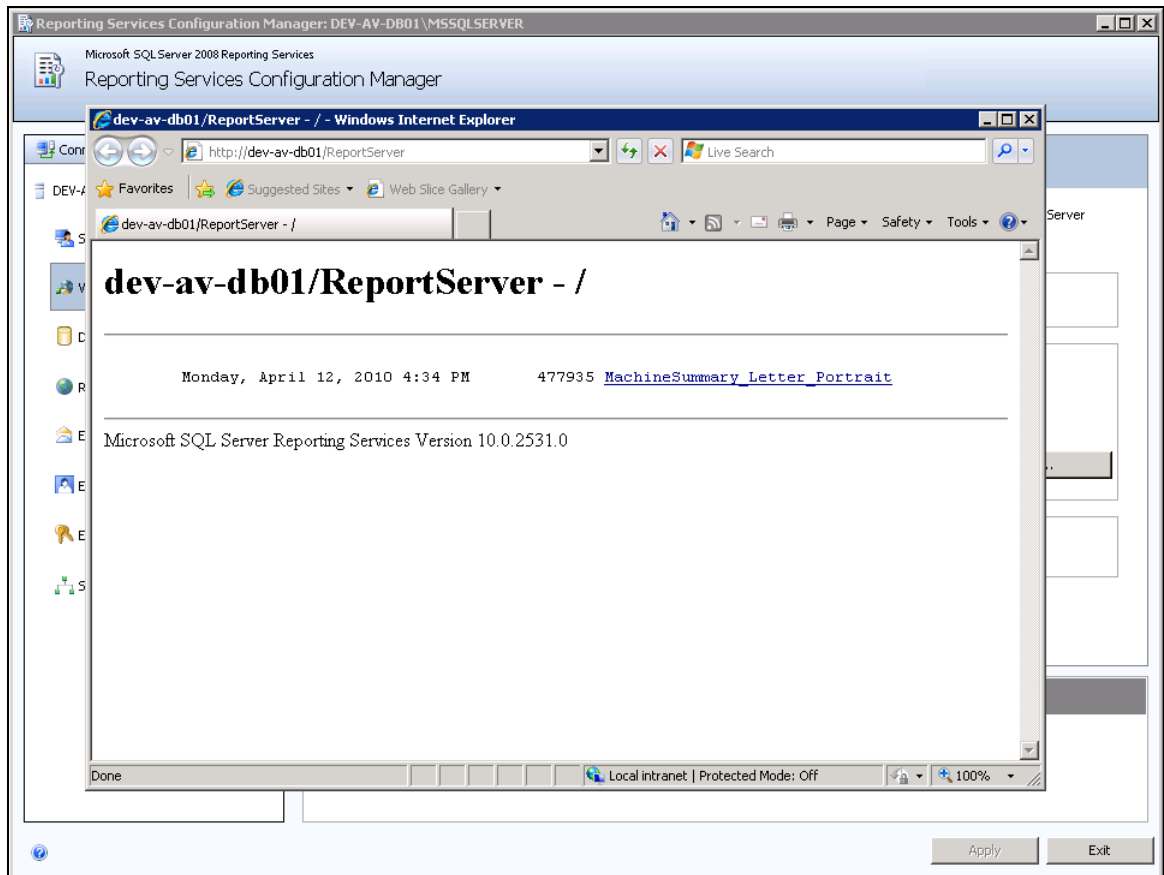 Reporting Services Configuration Manager: DEV-AV-DB01\MSSQLSERVER
Microsoft SQL Server 2008 Reporting Services
Reporting Services Configuration Manager
dev-av-db01/ReportServer - / - Windows Internet Explorer
Conn
http://dev-av-db01/ReportServer
Live Search
DEV-A
Favorites
Suggested Sites
Web Slice Gallery
dev-av-db01/ReportServer - /
Page
Safety
Tools
Server
S
V
dev-av-db01/ReportServer - /
D
Monday, April 12, 2010 4:34 PM 477935 MachineSummary_Letter_Portrait
R
E
Microsoft SQL Server Reporting Services Version 10.0.2531.0
..
E
E
S
Done
Local intranet | Protected Mode: Off
100%
Apply
Exit